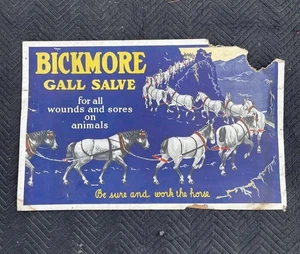 BICKMORE
GALL SALVE
for all
wounds and sores
on
animals
Be sure and work the horse